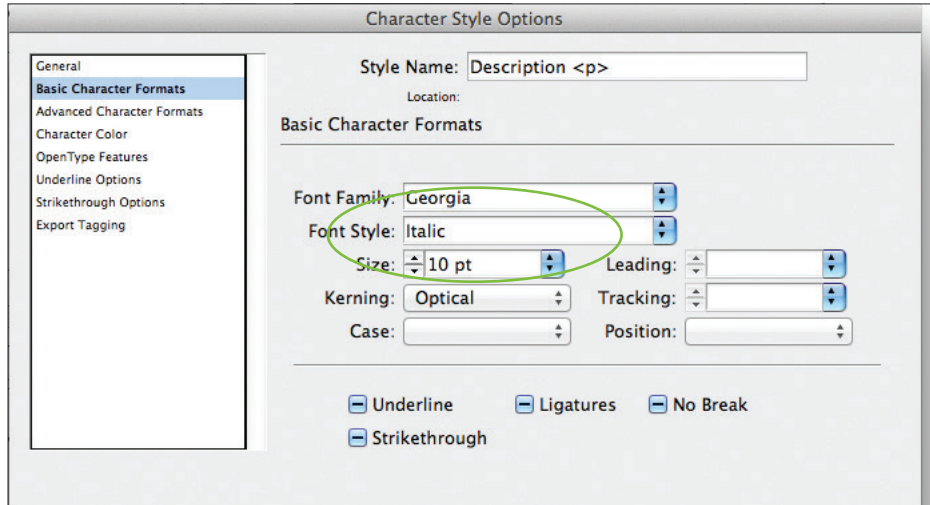 Character Style Options
General
Basic Character Formats
Advanced Character Formats
Character Color
OpenType Features
Underline Options
Strikethrough Options
Export Tagging
Style Name: Description <p>
Location:
Basic Character Formats
Font Family: Georgia
Font Style: Italic
Size: 10 pt Leading:
Kerning: Optical Tracking:
Case: Position:
Underline Ligatures No Break
Strikethrough